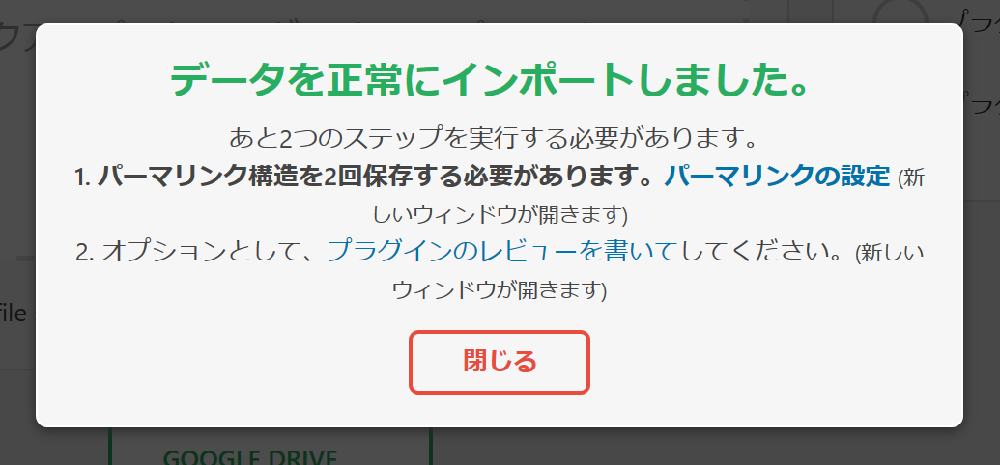 プラ
データを正常にインポートしました。
プラ
あと2つのステップを実行する必要があります。
1. パーマリンク構造を2回保存する必要があります。パーマリンクの設定 (新
しいウィンドウが開きます)
2. オプションとして、プラグインのレビューを書いてしてください。(新しい
ウィンドウが開きます)
file
閉じる
GOOGLE DRIVE